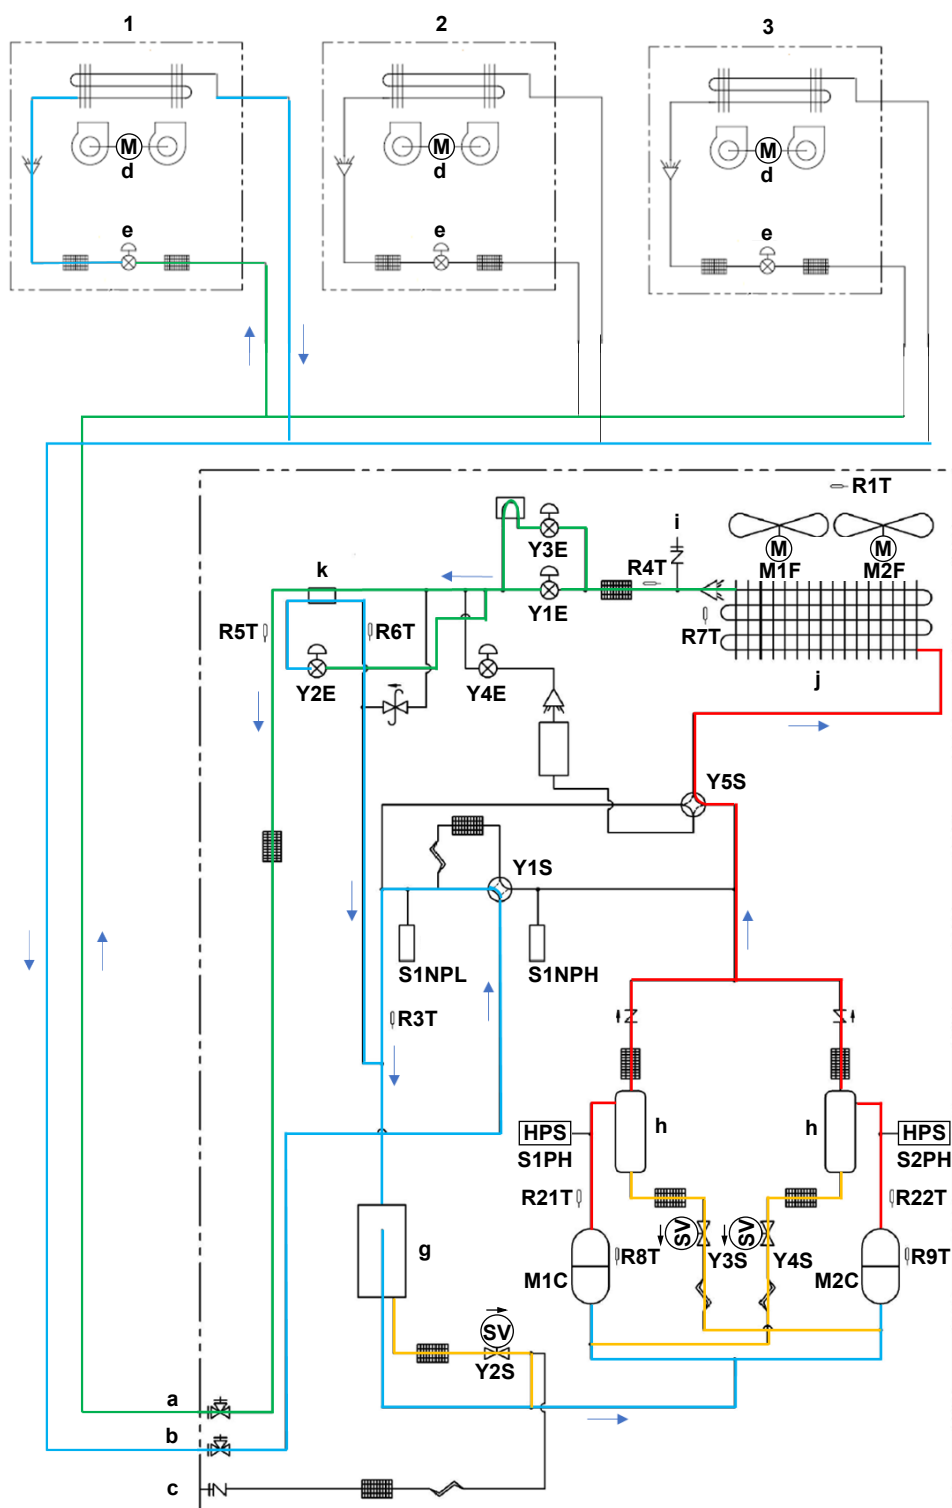 1
2
3
M
d
M
d
M
d
e
e
e
R1T
i
Y3E
M
M
M1F
M2F
k
R4T
Y1E
R5T
R6T
R7T
Y2E
Y4E
j
Y5S
Y1S
S1NPL
S1NPH
R3T
HPS
h
h
HPS
S1PH
S2PH
R21T
R22T
SV
SV
g
R8T
Y3S
Y4S
R9T
M1C
M2C
SV
Y2S
a
b
c